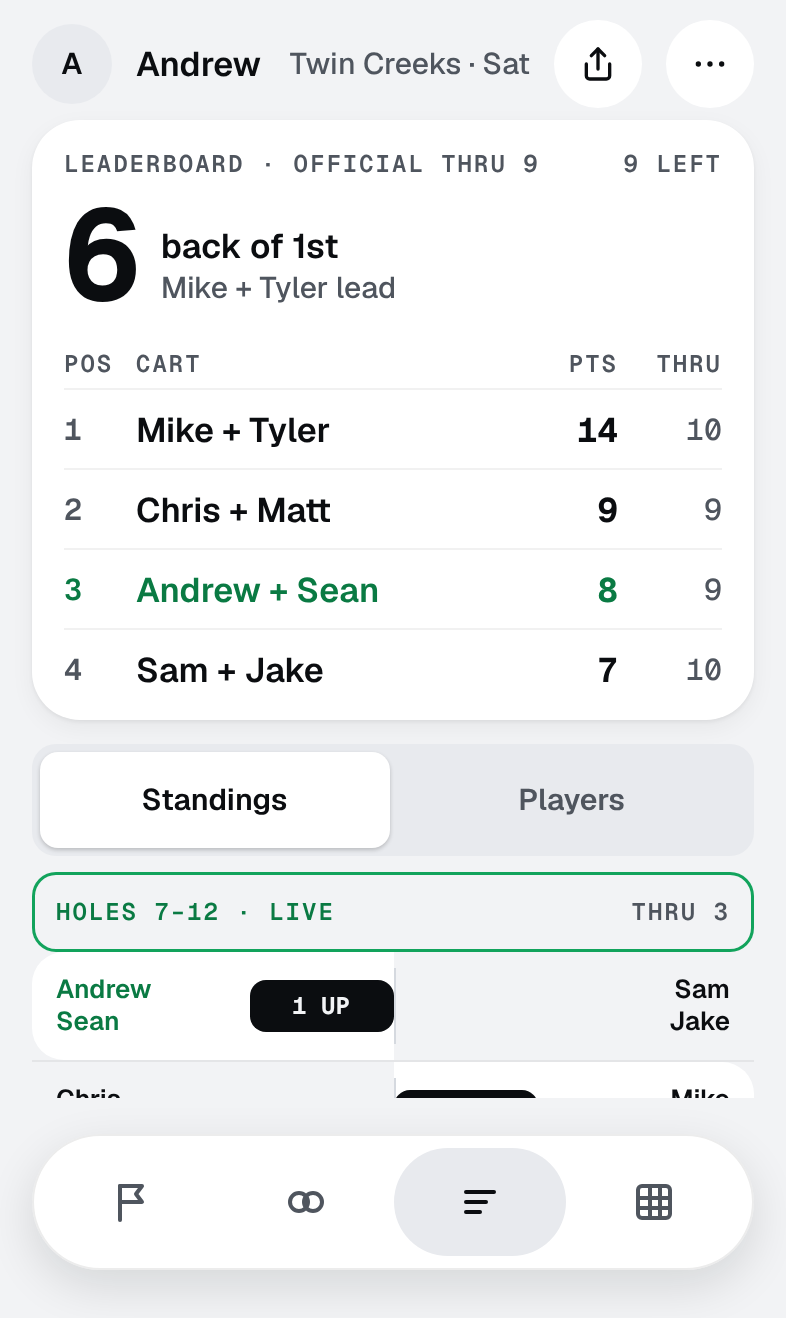 A Andrew Twin Creeks · Sat
LEADERBOARD · OFFICIAL THRU 9 9 LEFT
6 back of 1st
Mike + Tyler lead
POS CART PTS THRU
1 Mike + Tyler 14 10
2 Chris + Matt 9 9
3 Andrew + Sean 8 9
4 Sam + Jake 7 10
Standings Players
HOLES 7–12 · LIVE THRU 3
Andrew 1 UP Sam
Sean Jake
Chris Mike